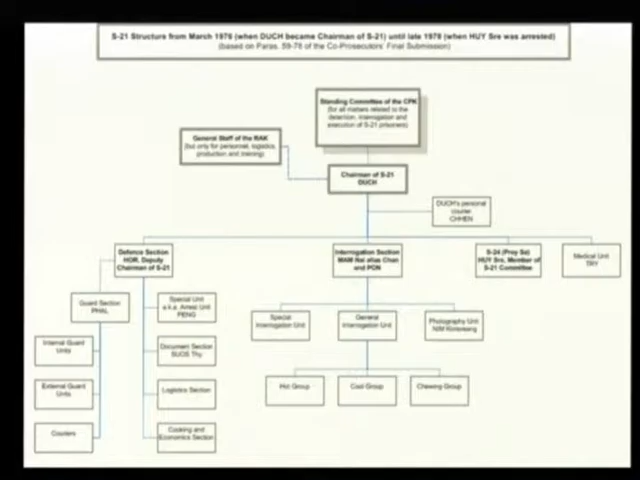 S-21 Structure from March 1976 (when DUCH became Chairman of S-21) until late 1978 (when HUY Sre was arrested)
(based on Paras. 59-78 of the Co-Prosecutors' Final Submission)
Standing Committee of the CPK
(for all matters related to the
detention, interrogation and
execution of S-21 prisoners)
General Staff of the RAK
(but only for personnel, logistics,
production and training)
Chairman of S-21
DUCH
DUCH's personal
courier
CHHEN
Defence Section
HOR, Deputy
Chairman of S-21
Interrogation Section
MAM Nai alias Chan
and PON
S-24 (Prey Sa)
HUY Sre, Member of
S-21 Committee
Medical Unit
TRY
Guard Section
PHAL
Special Unit
a.k.a. Arrest Unit
PENG
Special
Interrogation Unit
General
Interrogation Unit
Photography Unit
NIM
Internal Guard
Units
Document Section
SUOS Thy
External Guard
Units
Logistics Section
Hot Group
Cool Group
Chewing Group
Couriers
Cooking and
Economics Section